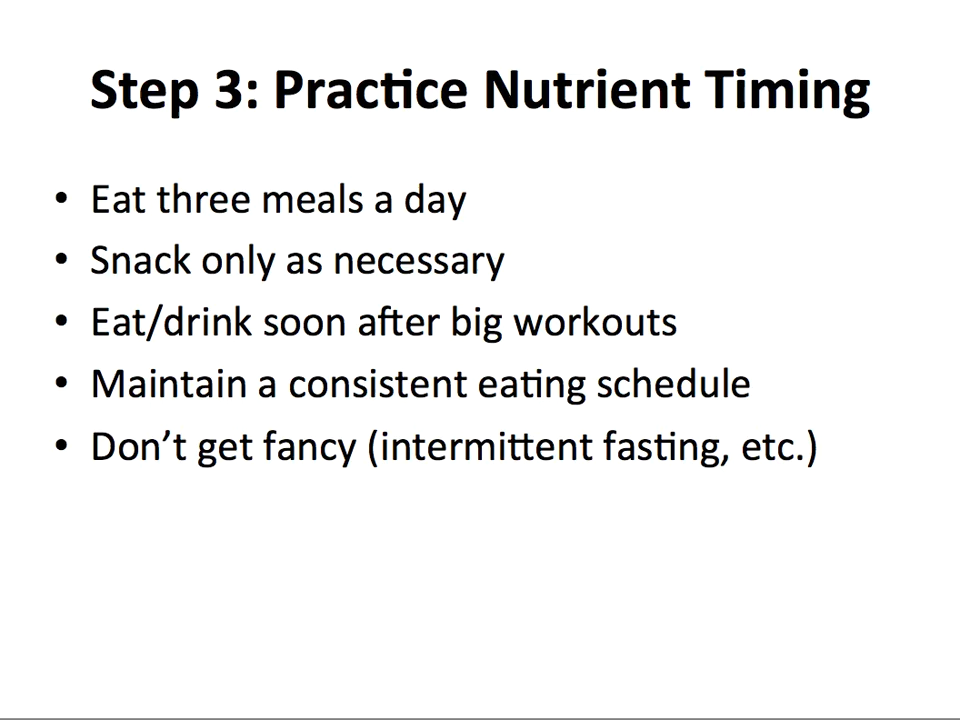 Step 3: Practice Nutrient Timing
• Eat three meals a day
• Snack only as necessary
• Eat/drink soon after big workouts
• Maintain a consistent eating schedule
• Don’t get fancy (intermittent fasting, etc.)